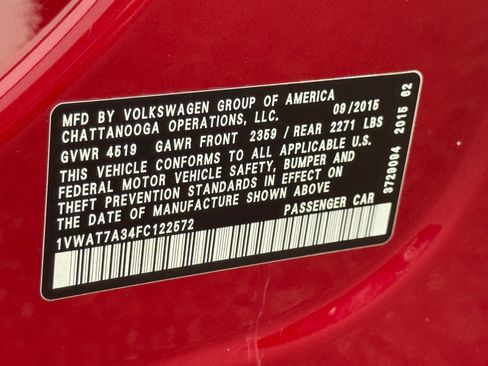 MFD BY VOLKSWAGEN GROUP OF AMERICA
CHATTANOOGA OPERATIONS, LLC. 09/2015
GVWR 4519 GAWR FRONT 2359 / REAR 2271 LBS
THIS VEHICLE CONFORMS TO ALL APPLICABLE U.S.
FEDERAL MOTOR VEHICLE SAFETY, BUMPER AND
THEFT PREVENTION STANDARDS IN EFFECT ON
THE DATE OF MANUFACTURE SHOWN ABOVE
1VWAT7A34FC122572 PASSENGER CAR
3729094 2015 62